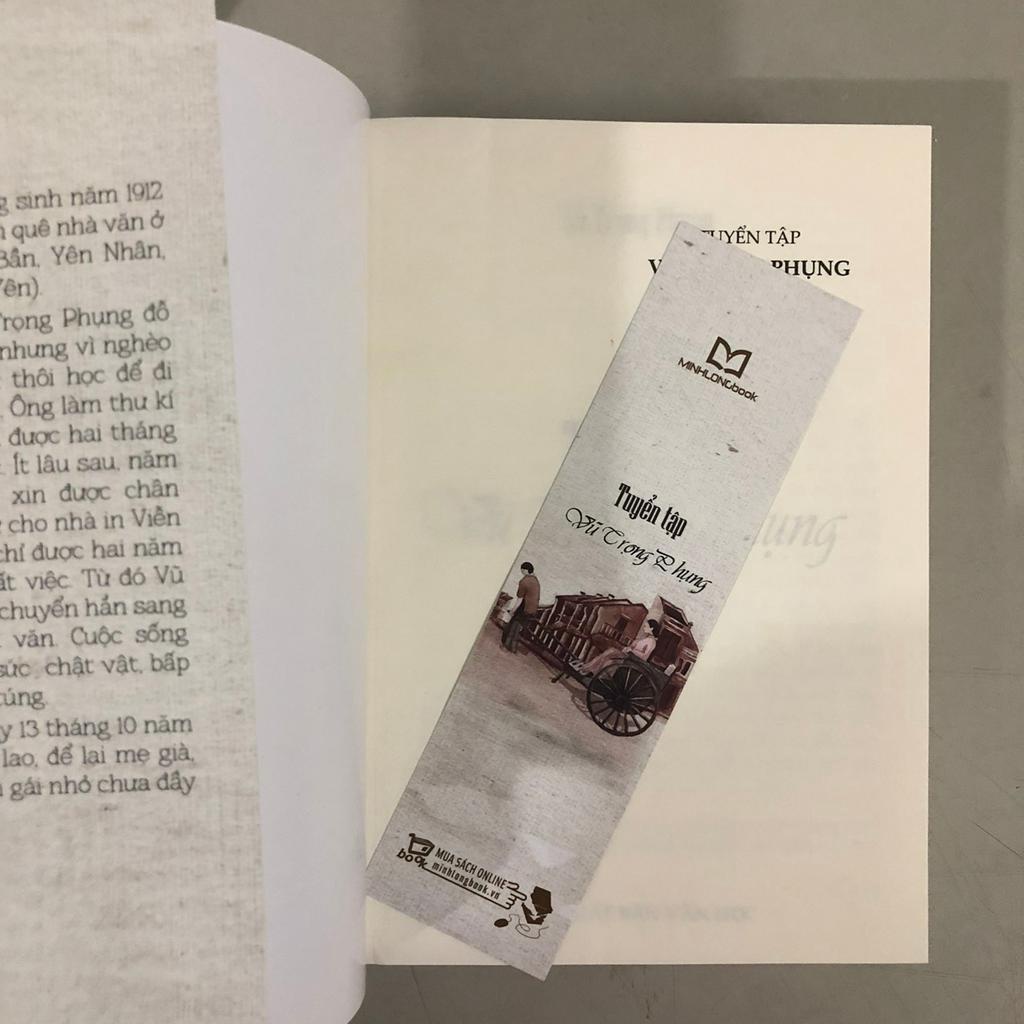 sinh năm 1912
quê nhà văn ở
Bần, Yên Nhân,
Yên).
Trọng Phụng đỗ
nhưng vì nghèo
thôi học để đi
. Ông làm thư kí
được hai tháng
. Ít lâu sau, năm
xin được chân
cho nhà in Viễn
chỉ được hai năm
ất việc. Từ đó Vũ
chuyển hẳn sang
văn. Cuộc sống
sức chật vật, bấp
túng.
y 13 tháng 10 năm
lao, để lại mẹ già,
gái nhỏ chưa đầy
TUYỂN TẬP
V PHỤNG
MINHLONGbook
Tuyển tập
Vũ Trọng Phụng
ụng
book
MUA SÁCH ONLINE
minhlongbook.vn